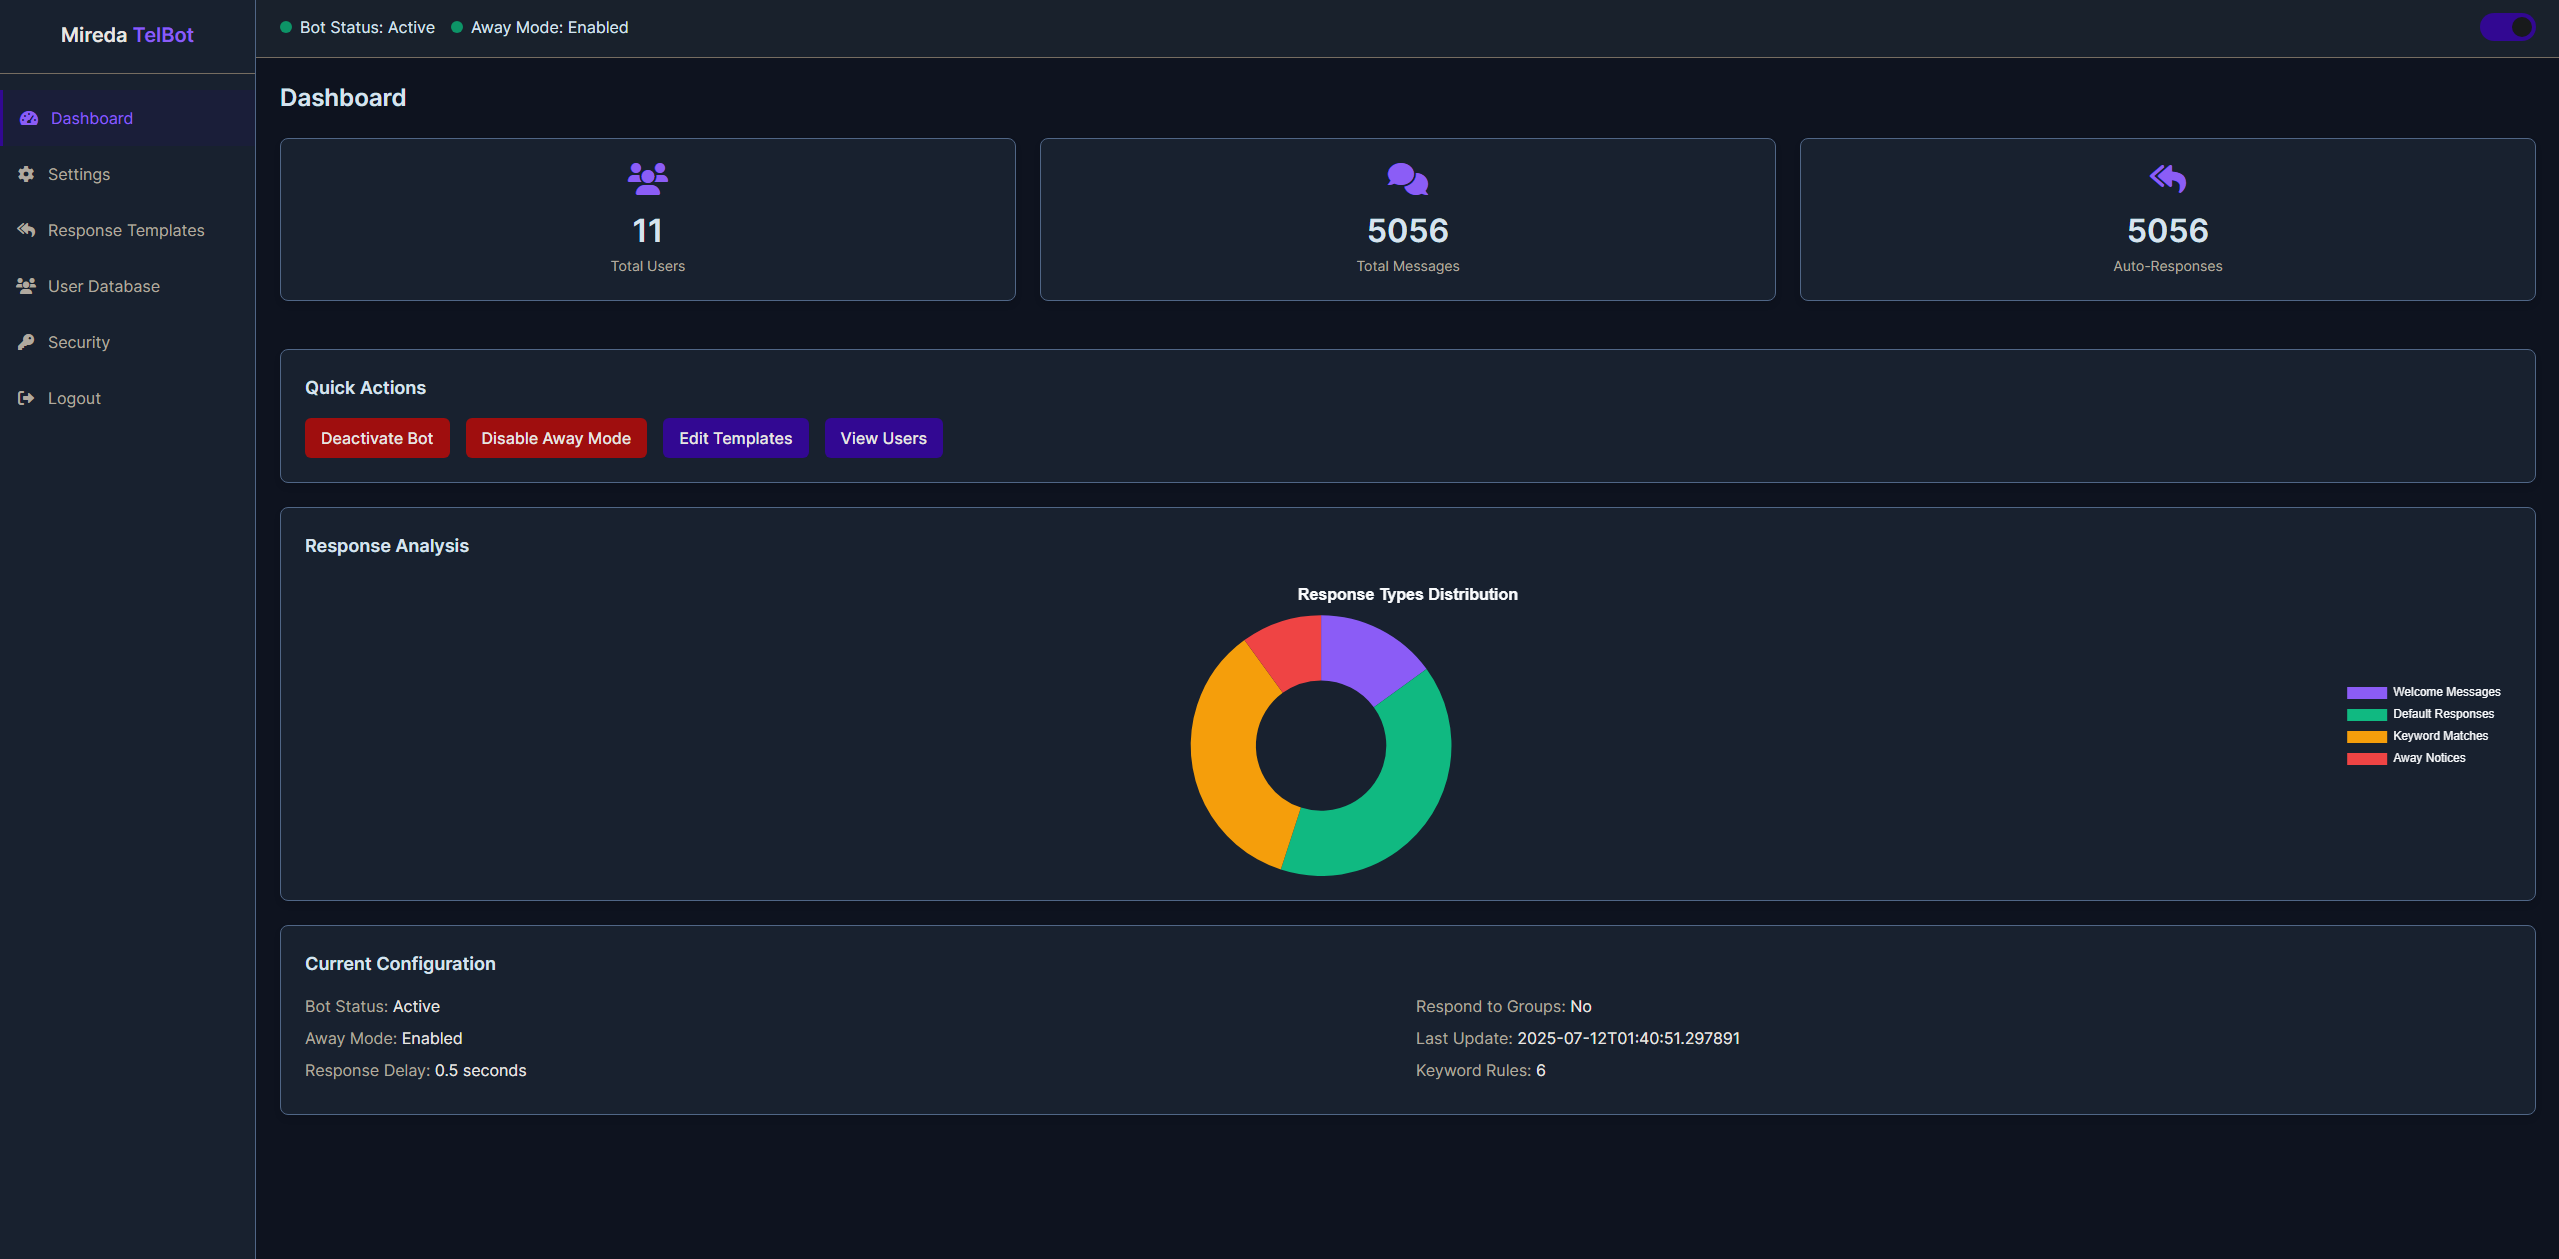 Mireda TelBot
Bot Status: Active
Away Mode: Enabled
Dashboard
Settings
Response Templates
User Database
Security
Logout
Dashboard
11
Total Users
5056
Total Messages
5056
Auto-Responses
Quick Actions
Deactivate Bot
Disable Away Mode
Edit Templates
View Users
Response Analysis
Response Types Distribution
Welcome Messages
Default Responses
Keyword Matches
Away Notices
Current Configuration
Bot Status: Active
Away Mode: Enabled
Response Delay: 0.5 seconds
Respond to Groups: No
Last Update: 2025-07-12T01:40:51.297891
Keyword Rules: 6